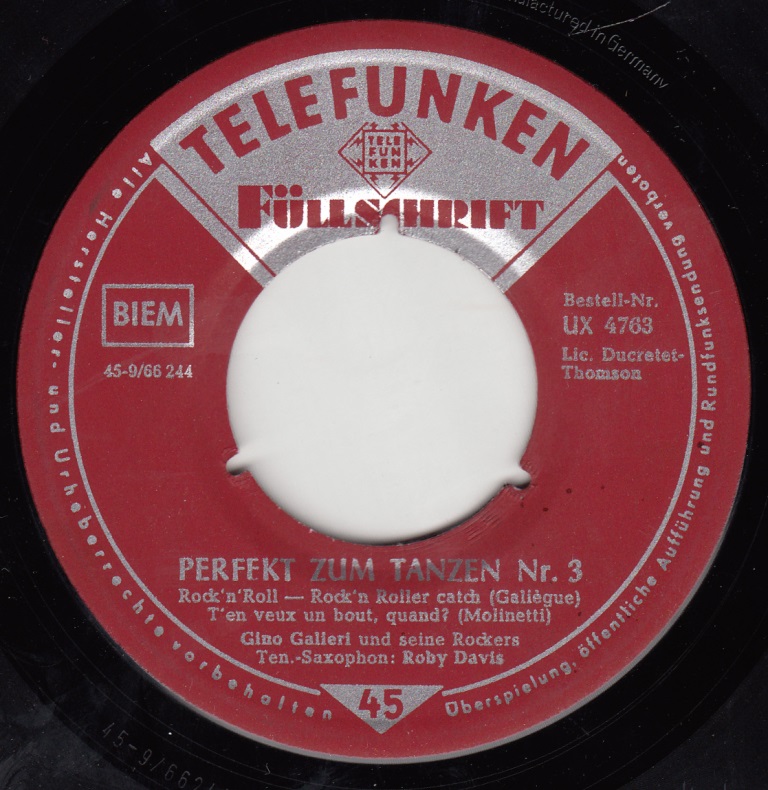 Manufactured in Germany
TELEFUNKEN
TELE
FUN
KEN
FÜLLSCHRIFT
Alle Hersteller- und Urheberrechte vorbehalten
Überspielung, öffentliche Aufführung und Rundfunksendung verboten
BIEM
45-9/66 244
Bestell-Nr.
UX 4763
Lic. Ducretet-
Thomson
PERFEKT ZUM TANZEN Nr. 3
Rock'n'Roll — Rock'n Roller catch (Galiègue)
T'en veux un bout, quand? (Molinetti)
Gino Galleri und seine Rockers
Ten.-Saxophon: Roby Davis
45